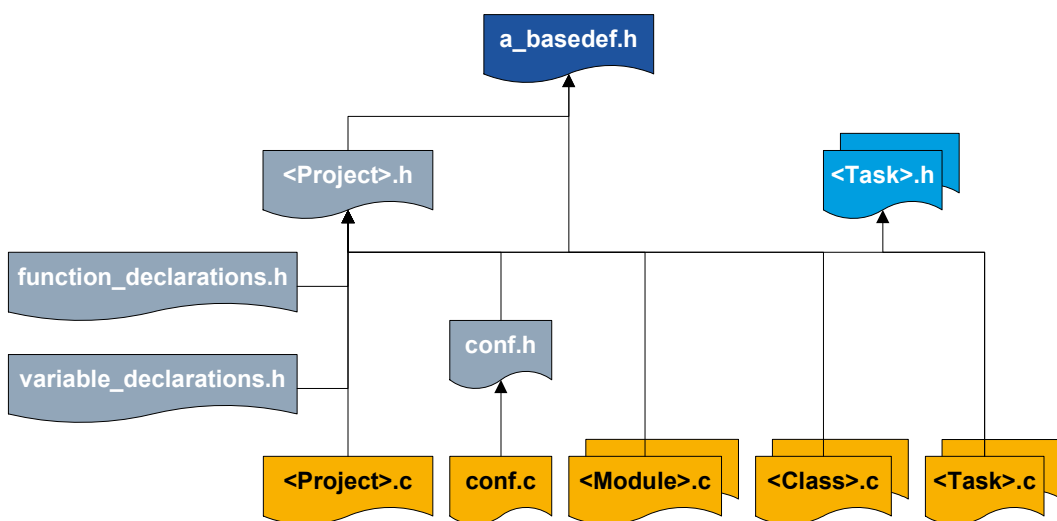 a_basedef.h
<Project>.h
<Task>.h
function_declarations.h
conf.h
variable_declarations.h
<Project>.c
conf.c
<Module>.c
<Class>.c
<Task>.c